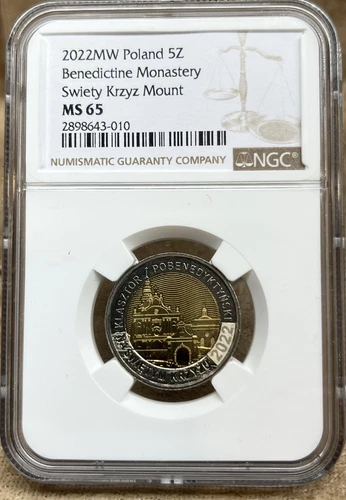 2022MW Poland 5Z
Benedictine Monastery
Swiety Krzyz Mount
MS 65
2898643-010
NUMISMATIC GUARANTY COMPANY NGC®
KLASZTOR / POBENEDYKTYŃSKI
2022